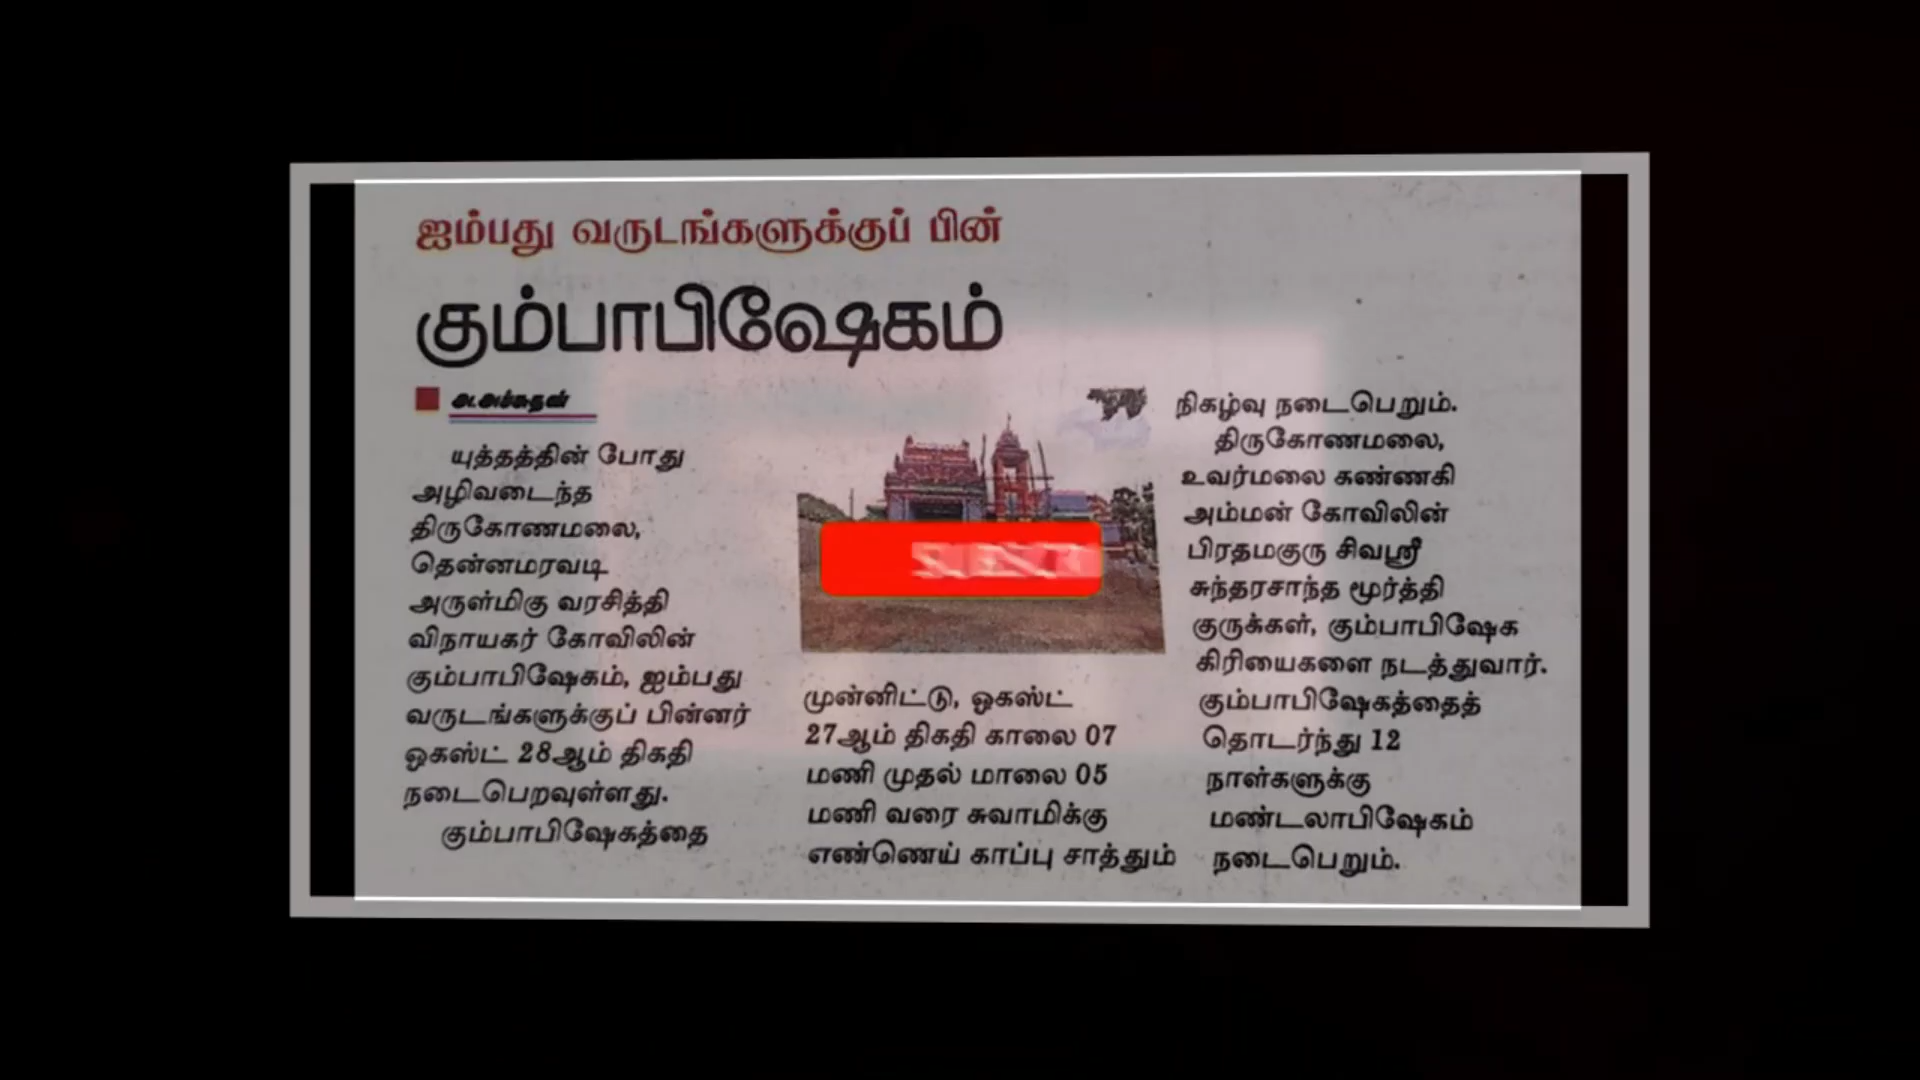 ஐம்பது வருடங்களுக்குப் பின்
கும்பாபிஷேகம்
யுத்தத்தின் போது
அழிவடைந்த
திருகோணமலை,
தென்னமரவடி
அருள்மிகு வரசித்தி
விநாயகர் கோவிலின்
கும்பாபிஷேகம், ஐம்பது
வருடங்களுக்குப் பின்னர்
ஒகஸ்ட் 28ஆம் திகதி
நடைபெறவுள்ளது.
கும்பாபிஷேகத்தை
முன்னிட்டு, ஒகஸ்ட்
27ஆம் திகதி காலை 07
மணி முதல் மாலை 05
மணி வரை சுவாமிக்கு
எண்ணெய் காப்பு சாத்தும்
நிகழ்வு நடைபெறும்.
திருகோணமலை,
உவர்மலை கண்ணகி
அம்மன் கோவிலின்
பிரதமகுரு சிவஸ்ரீ
சுந்தரசாந்த மூர்த்தி
குருக்கள், கும்பாபிஷேக
கிரியைகளை நடத்துவார்.
கும்பாபிஷேகத்தைத்
தொடர்ந்து 12
நாள்களுக்கு
மண்டலாபிஷேகம்
நடைபெறும்.